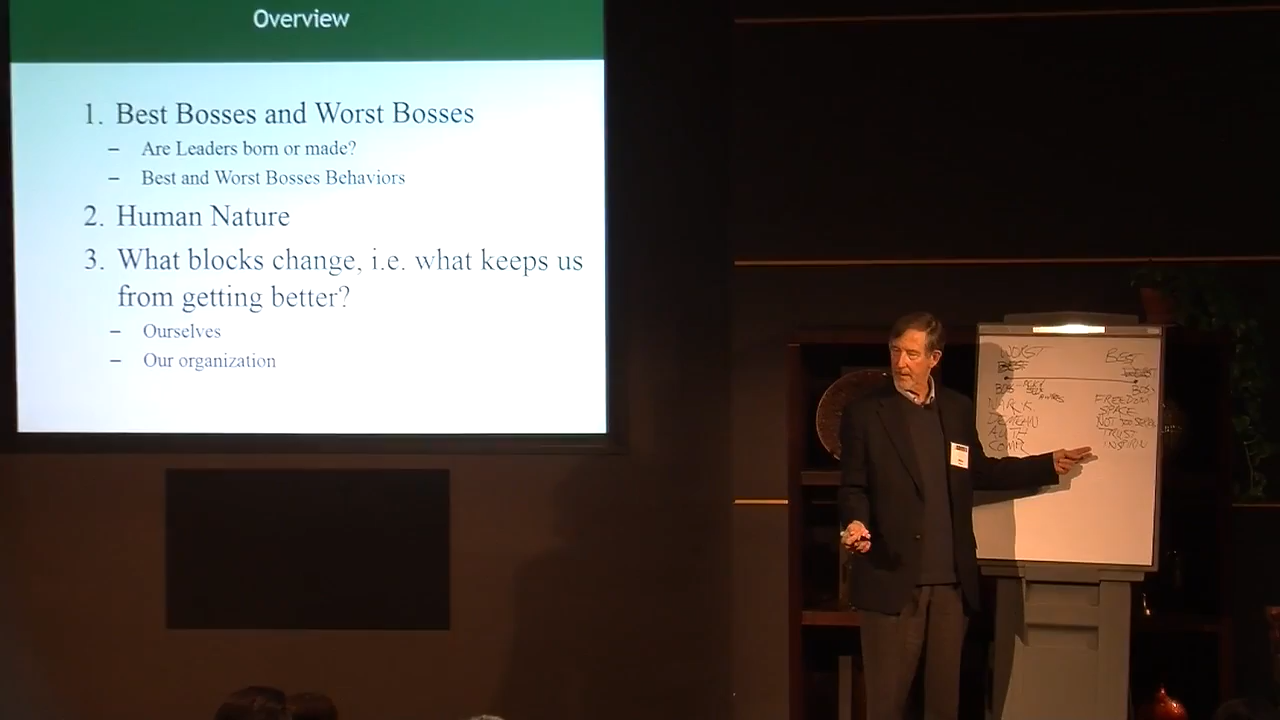 Overview
1. Best Bosses and Worst Bosses
– Are Leaders born or made?
– Best and Worst Bosses Behaviors
2. Human Nature
3. What blocks change, i.e. what keeps us
from getting better?
– Ourselves
– Our organization
WORST
BEST
BOS
FREEDOM
SPACE
TRUST